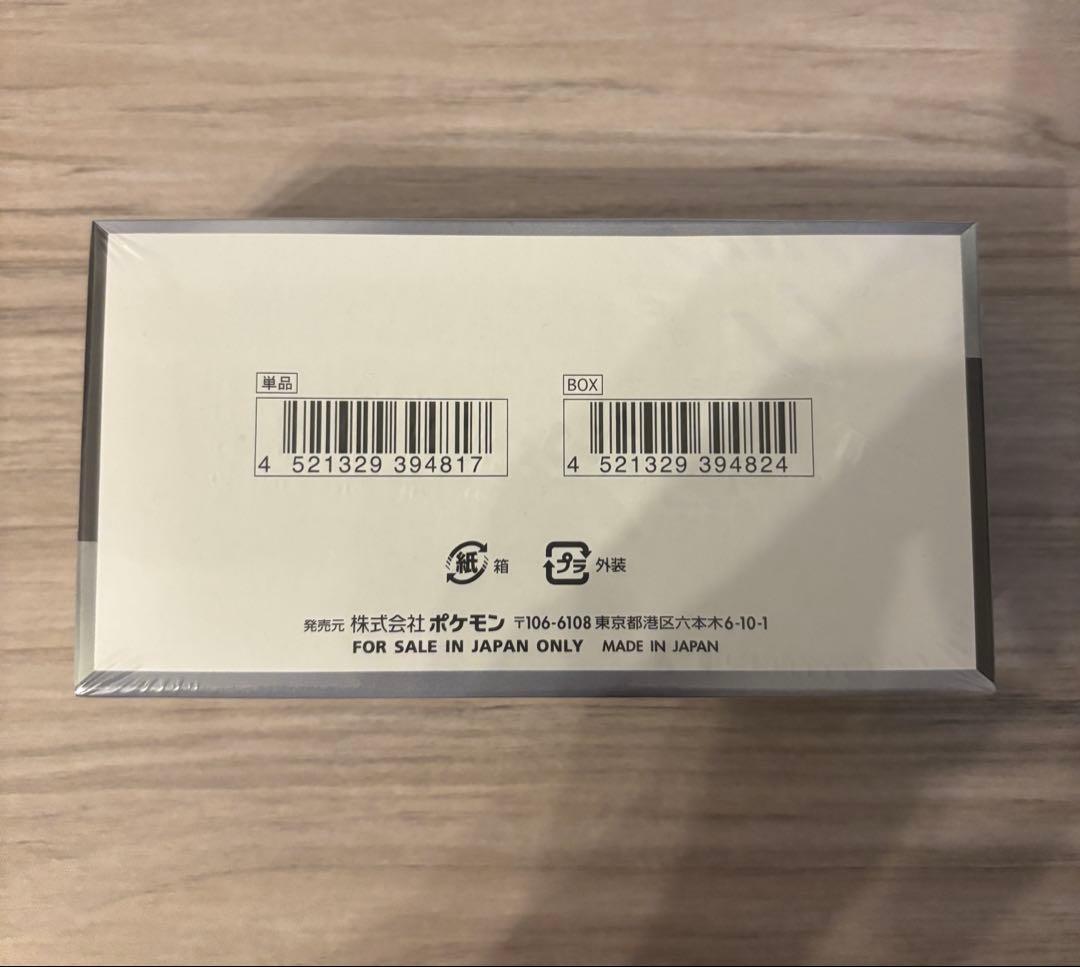 単品
BOX
4 521329 394817
4 521329 394824
紙 箱
プラ 外装
発売元 株式会社 ポケモン 〒106-6108 東京都港区六本木6-10-1
FOR SALE IN JAPAN ONLY MADE IN JAPAN